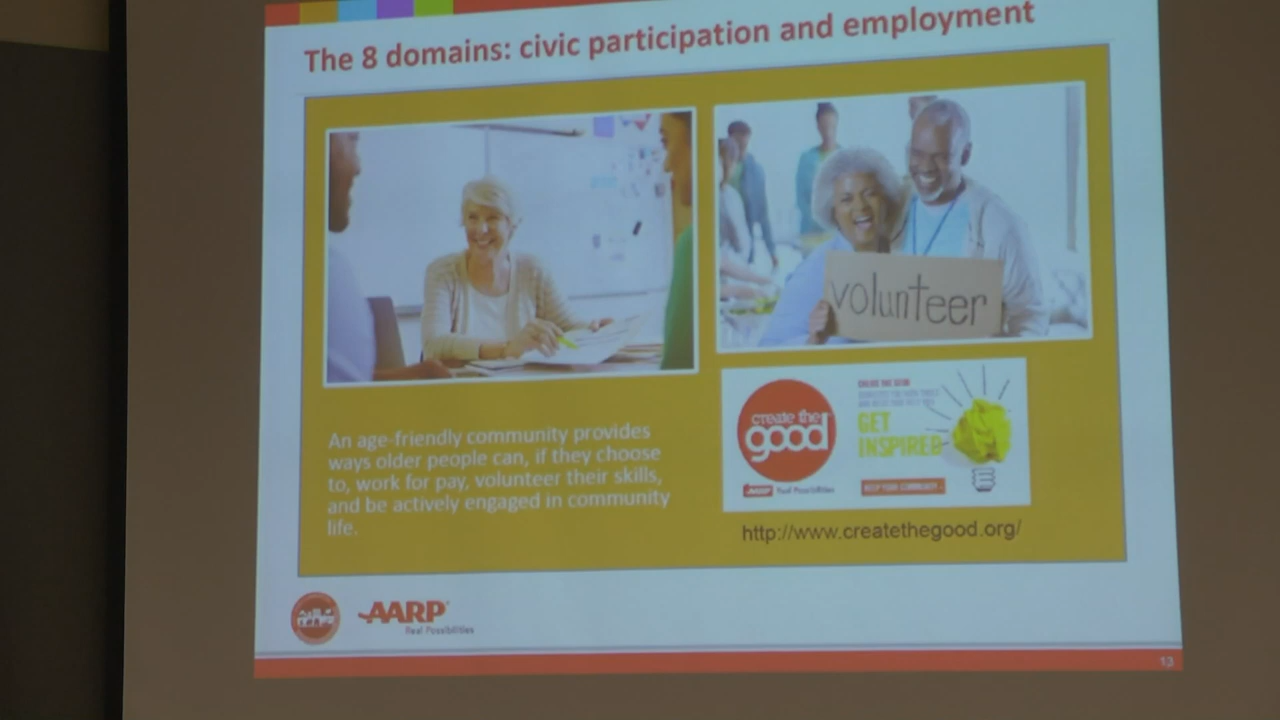 The 8 domains: civic participation and employment
volunteer
An age-friendly community provides
ways older people can, if they choose
to, work for pay, volunteer their skills,
and be actively engaged in community
life.
create the
good
AARP Real Possibilities
GET
INSPIRED
http://www.createthegood.org/
AARP
Real Possibilities
13